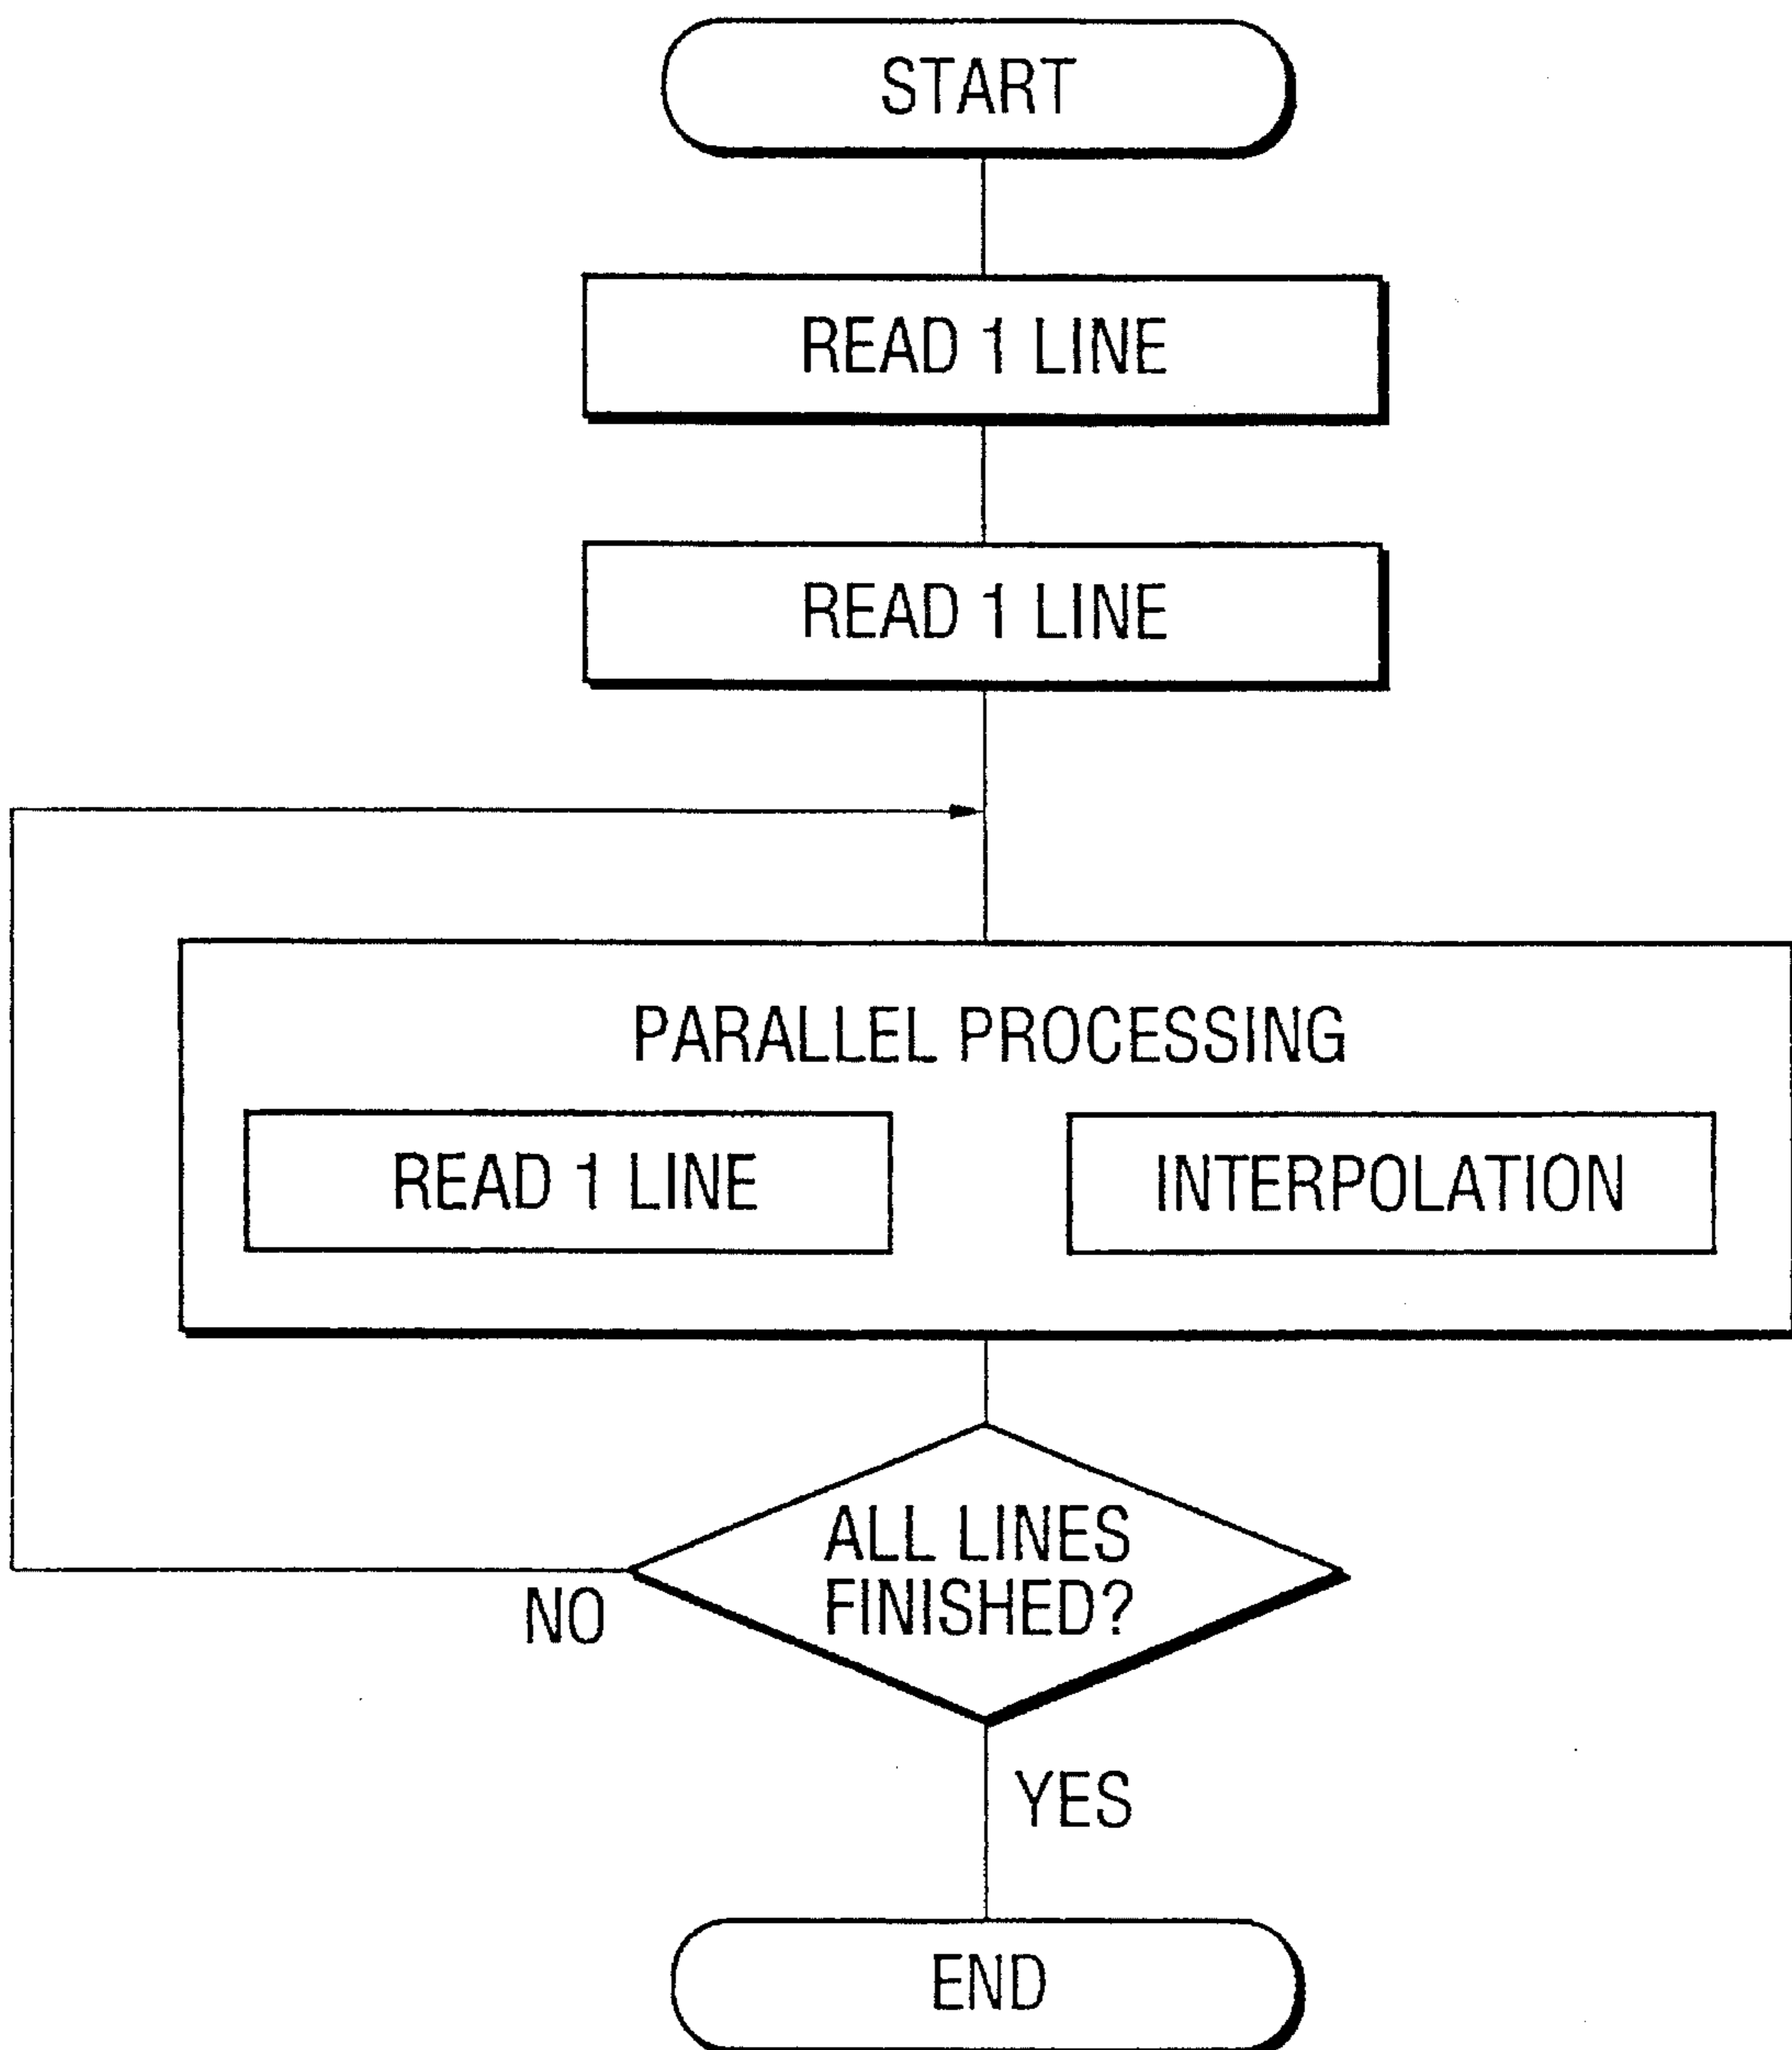 START
READ 1 LINE
READ 1 LINE
PARALLEL PROCESSING
READ 1 LINE
INTERPOLATION
ALL LINES
FINISHED?
NO
YES
END